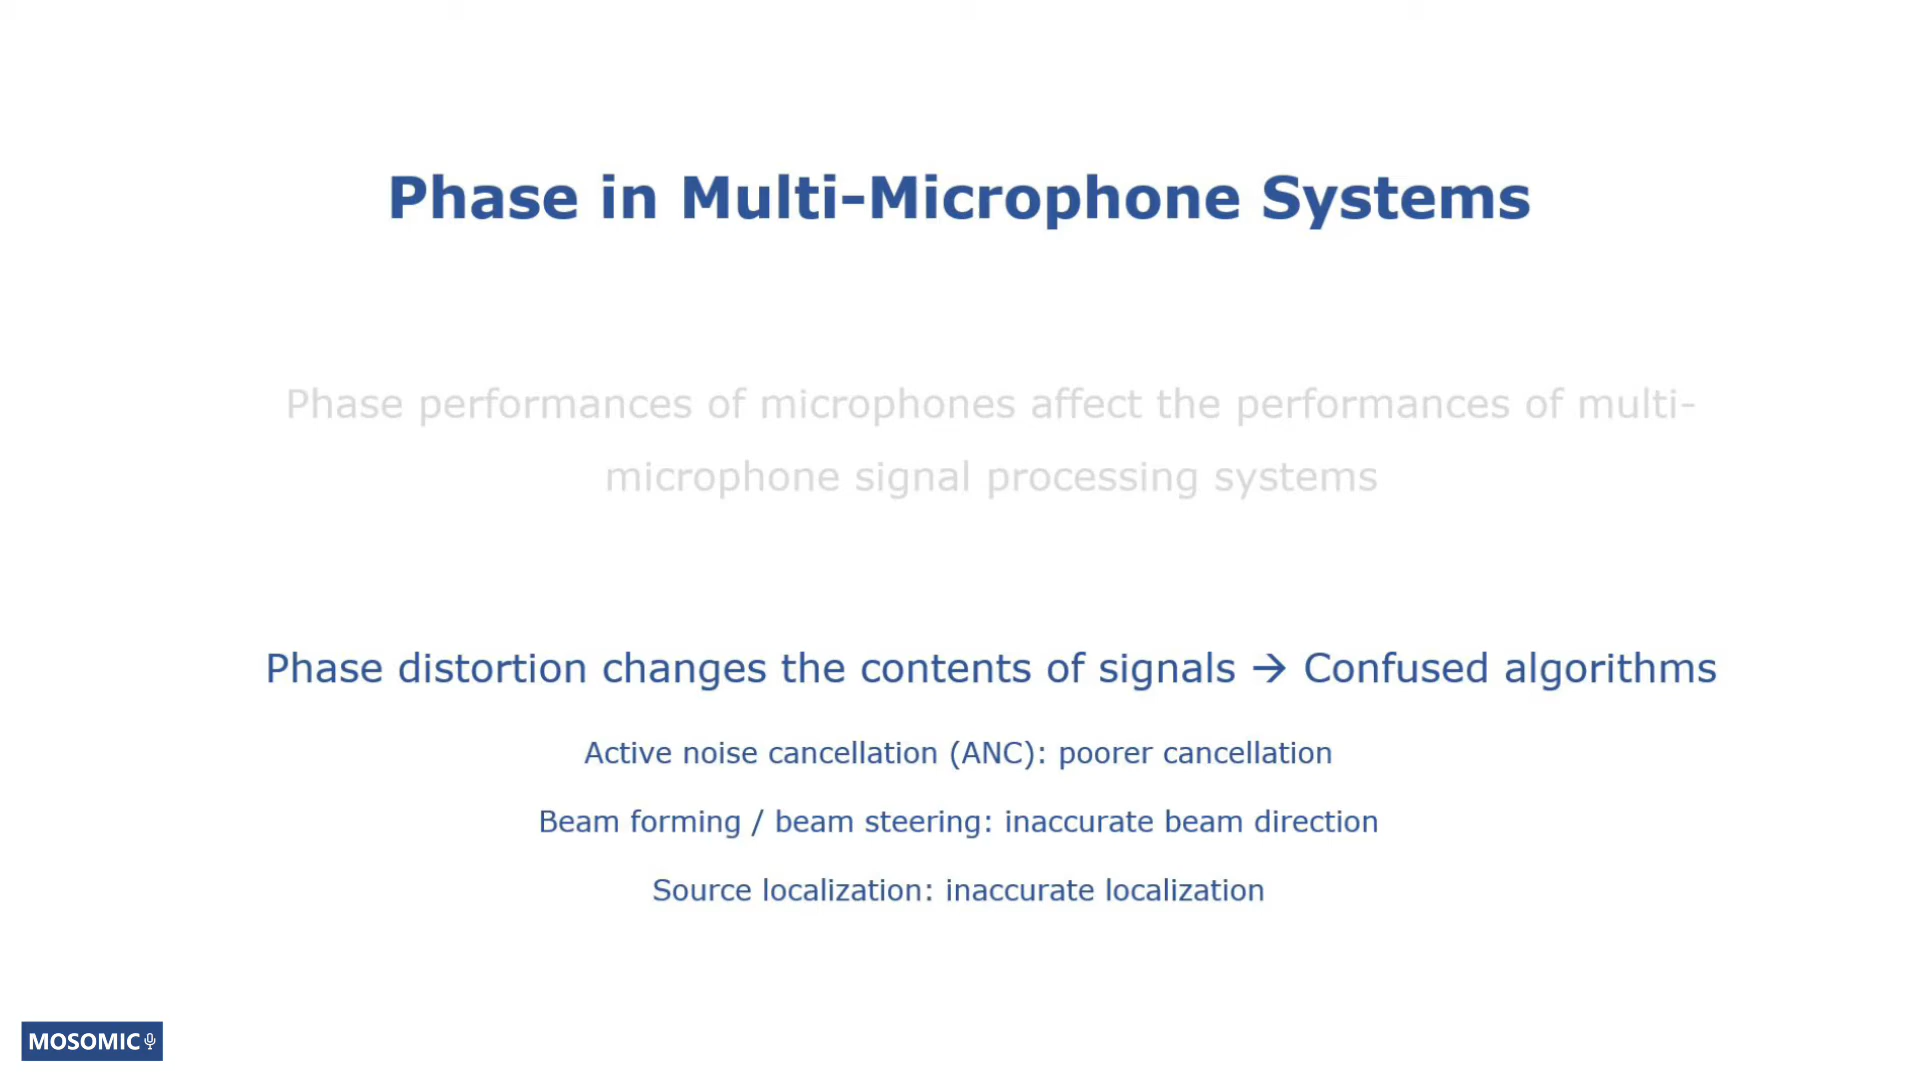 Phase in Multi-Microphone Systems
Phase performances of microphones affect the performances of multi-
microphone signal processing systems
Phase distortion changes the contents of signals → Confused algorithms
Active noise cancellation (ANC): poorer cancellation
Beam forming / beam steering: inaccurate beam direction
Source localization: inaccurate localization
MOSOMIC